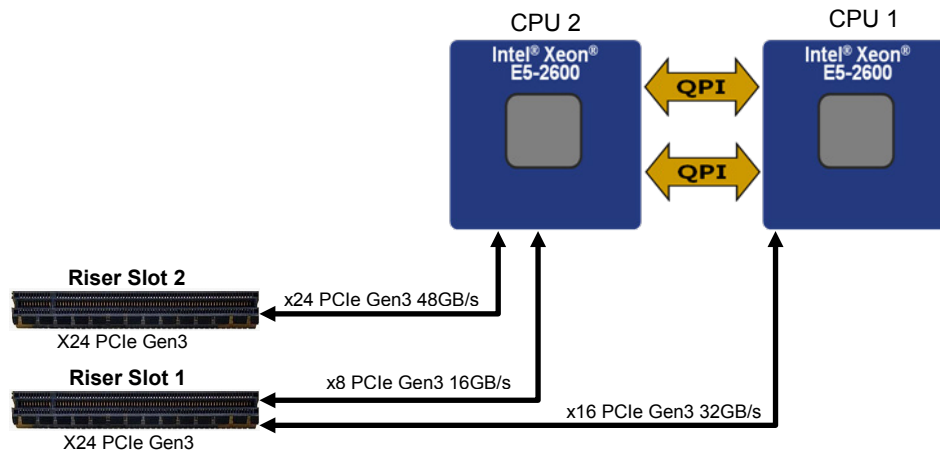 CPU 2
CPU 1
Intel® Xeon®
E5-2600
Intel® Xeon®
E5-2600
QPI
QPI
Riser Slot 2
x24 PCIe Gen3 48GB/s
X24 PCIe Gen3
Riser Slot 1
x8 PCIe Gen3 16GB/s
x16 PCIe Gen3 32GB/s
X24 PCIe Gen3